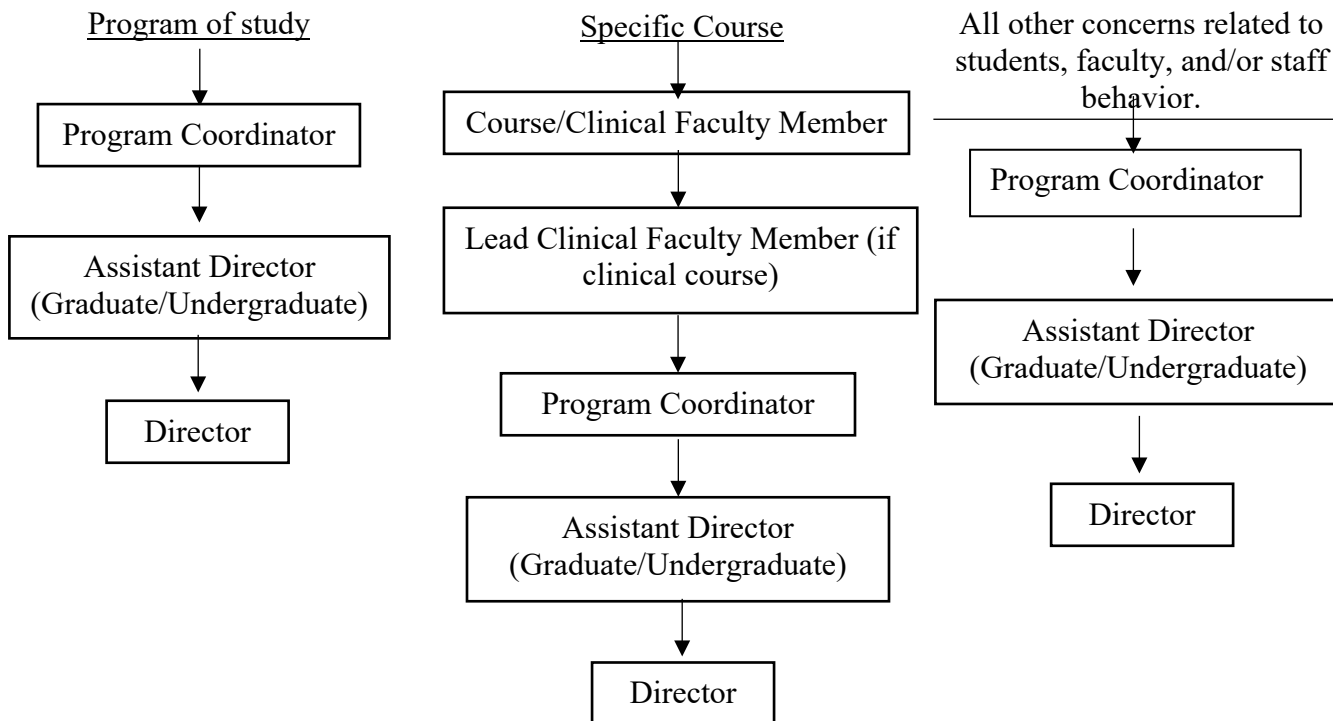 Program of study
Program Coordinator
Assistant Director
(Graduate/Undergraduate)
Director
Specific Course
Course/Clinical Faculty Member
Lead Clinical Faculty Member (if
clinical course)
Program Coordinator
Assistant Director
(Graduate/Undergraduate)
Director
All other concerns related to
students, faculty, and/or staff
behavior.
Program Coordinator
Assistant Director
(Graduate/Undergraduate)
Director